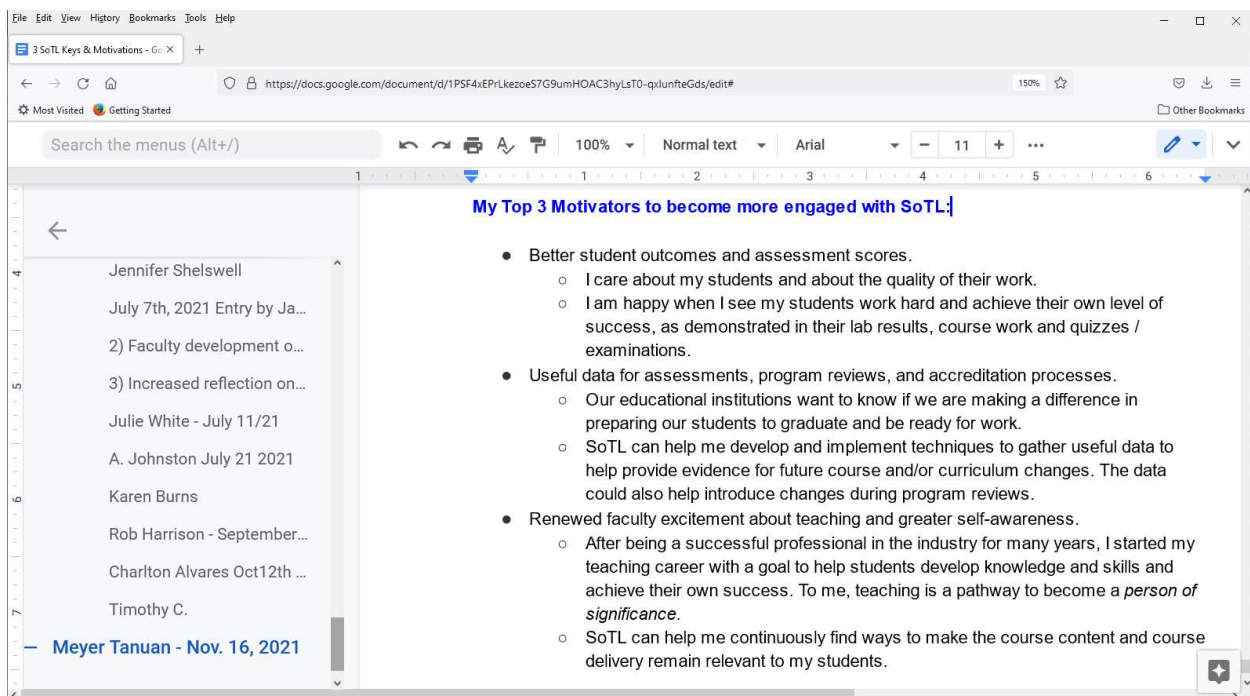 File Edit View History Bookmarks Tools Help
3 SoTL Keys & Motivations - Go
https://docs.google.com/document/d/1PSF4xEPrLkezoeS7G9umHOAC3hyLsT0-qxlunfteGds/edit#
150%
Most Visited Getting Started
Other Bookmarks
Search the menus (Alt+/)
100% Normal text Arial 11
1 1 2 3 4 5 6
My Top 3 Motivators to become more engaged with SoTL:
Jennifer Shelswell
July 7th, 2021 Entry by Ja...
2) Faculty development o...
3) Increased reflection on...
Julie White - July 11/21
A. Johnston July 21 2021
Karen Burns
Rob Harrison - September...
Charlton Alvares Oct12th ...
Timothy C.
Meyer Tanuan - Nov. 16, 2021
4
5
6
7
● Better student outcomes and assessment scores.
○ I care about my students and about the quality of their work.
○ I am happy when I see my students work hard and achieve their own level of
success, as demonstrated in their lab results, course work and quizzes /
examinations.
● Useful data for assessments, program reviews, and accreditation processes.
○ Our educational institutions want to know if we are making a difference in
preparing our students to graduate and be ready for work.
○ SoTL can help me develop and implement techniques to gather useful data to
help provide evidence for future course and/or curriculum changes. The data
could also help introduce changes during program reviews.
● Renewed faculty excitement about teaching and greater self-awareness.
○ After being a successful professional in the industry for many years, I started my
teaching career with a goal to help students develop knowledge and skills and
achieve their own success. To me, teaching is a pathway to become a person of
significance.
○ SoTL can help me continuously find ways to make the course content and course
delivery remain relevant to my students.